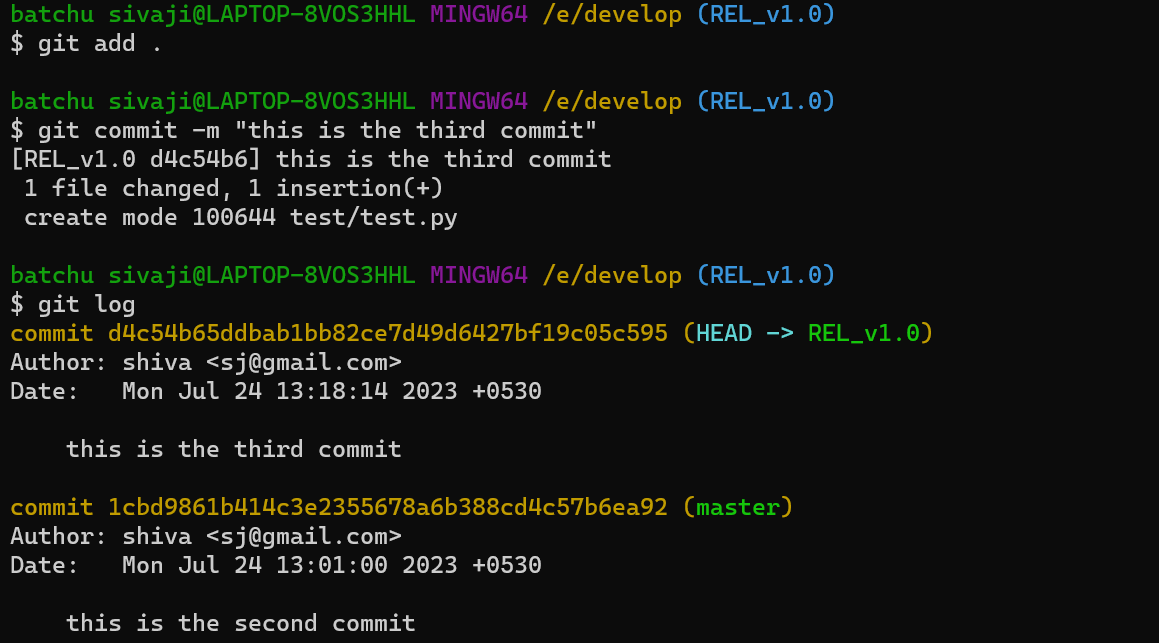 batchu sivaji@LAPTOP-8VOS3HHL MINGW64 /e/develop (REL_v1.0)
$ git add .
batchu sivaji@LAPTOP-8VOS3HHL MINGW64 /e/develop (REL_v1.0)
$ git commit -m "this is the third commit"
[REL_v1.0 d4c54b6] this is the third commit
 1 file changed, 1 insertion(+)
 create mode 100644 test/test.py
batchu sivaji@LAPTOP-8VOS3HHL MINGW64 /e/develop (REL_v1.0)
$ git log
commit d4c54b65ddbab1bb82ce7d49d6427bf19c05c595 (HEAD -> REL_v1.0)
Author: shiva <sj@gmail.com>
Date:   Mon Jul 24 13:18:14 2023 +0530
    this is the third commit
commit 1cbd9861b414c3e2355678a6b388cd4c57b6ea92 (master)
Author: shiva <sj@gmail.com>
Date:   Mon Jul 24 13:01:00 2023 +0530
    this is the second commit